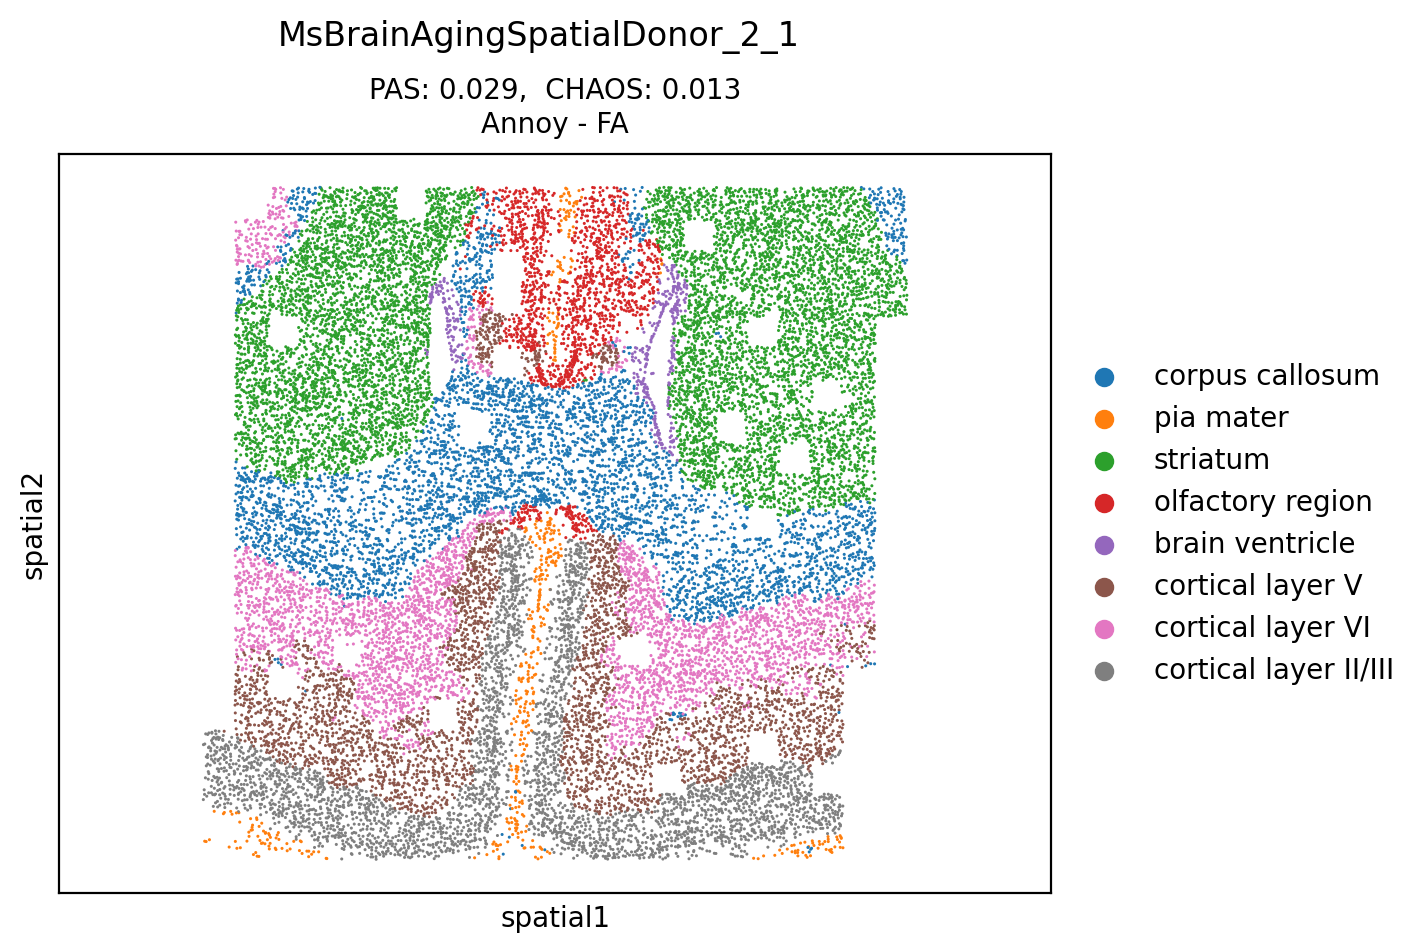 MsBrainAgingSpatialDonor_2_1
PAS: 0.029,  CHAOS: 0.013
Annoy - FA
spatial2
spatial1
corpus callosum
pia mater
striatum
olfactory region
brain ventricle
cortical layer V
cortical layer VI
cortical layer II/III